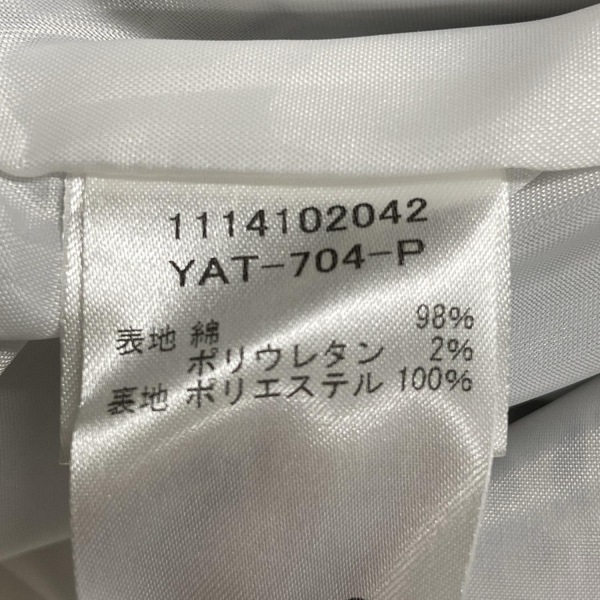 1114102042
YAT-704-P
表地 綿 98%
ポリウレタン 2%
裏地 ポリエステル 100%